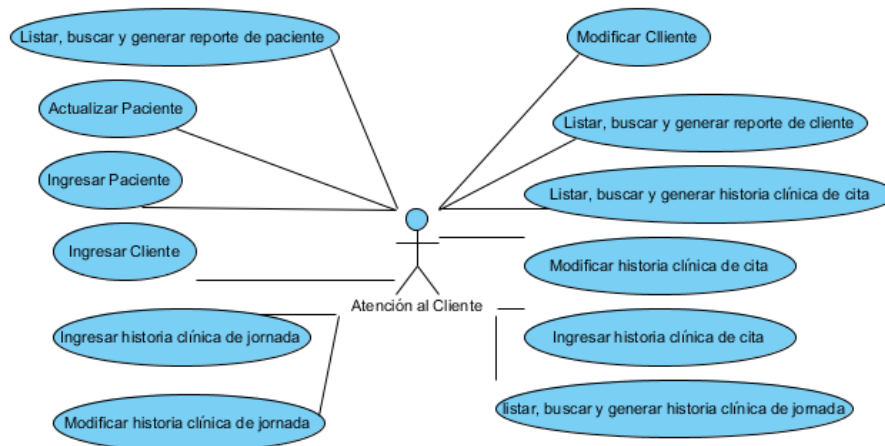 Listar, buscar y generar reporte de paciente
Modificar Clliente
Actualizar Paciente
Listar, buscar y generar reporte de cliente
Ingresar Paciente
Listar, buscar y generar historia clínica de cita
Ingresar Cliente
Modificar historia clínica de cita
Atención al Cliente
Ingresar historia clínica de jornada
Ingresar historia clínica de cita
Modificar historia clínica de jornada
listar, buscar y generar historia clínica de jornada